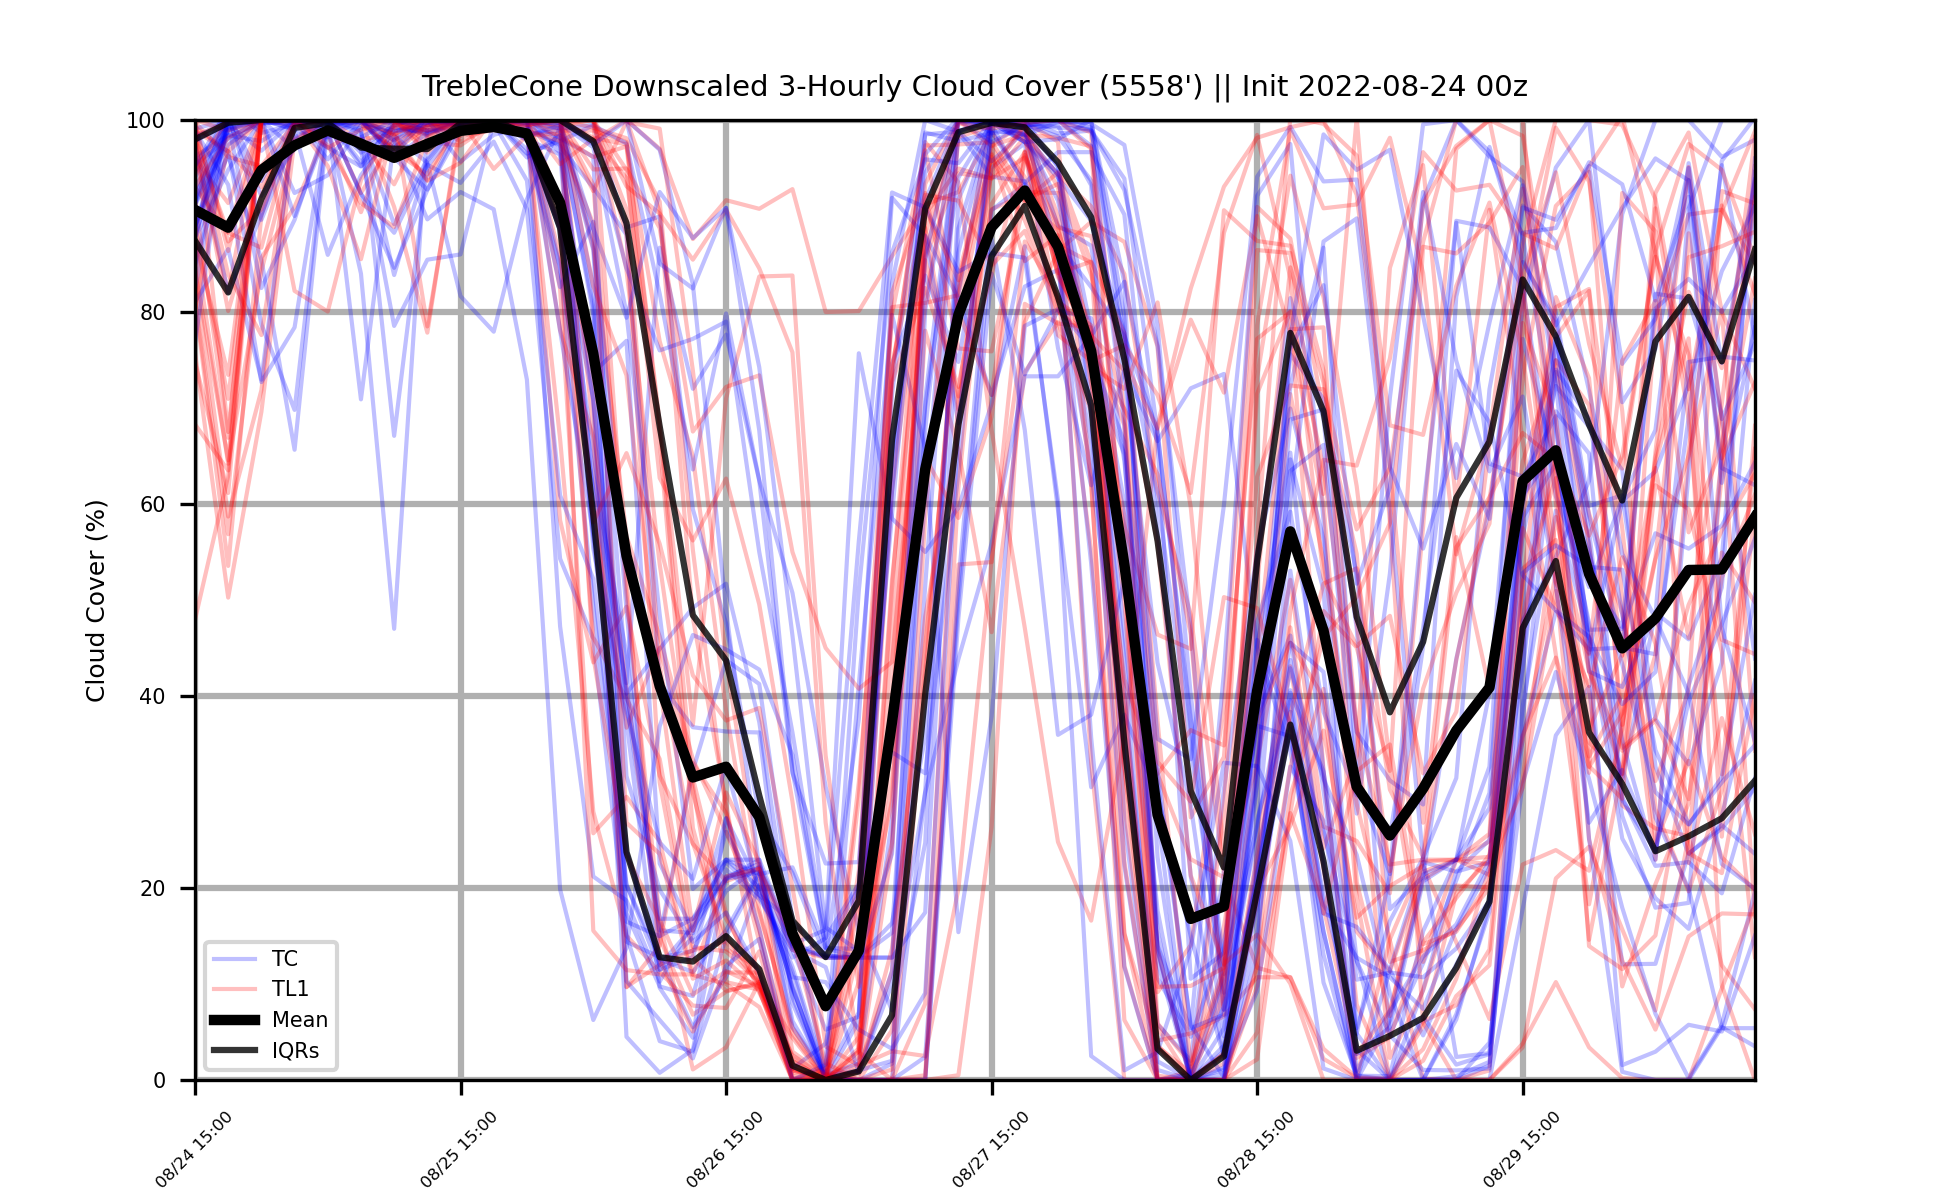 TrebleCone Downscaled 3-Hourly Cloud Cover (5558') || Init 2022-08-24 00z
Cloud Cover (%)
100
80
60
40
20
0
TC
TL1
Mean
IQRs
08/24 15:00
08/25 15:00
08/26 15:00
08/27 15:00
08/28 15:00
08/29 15:00